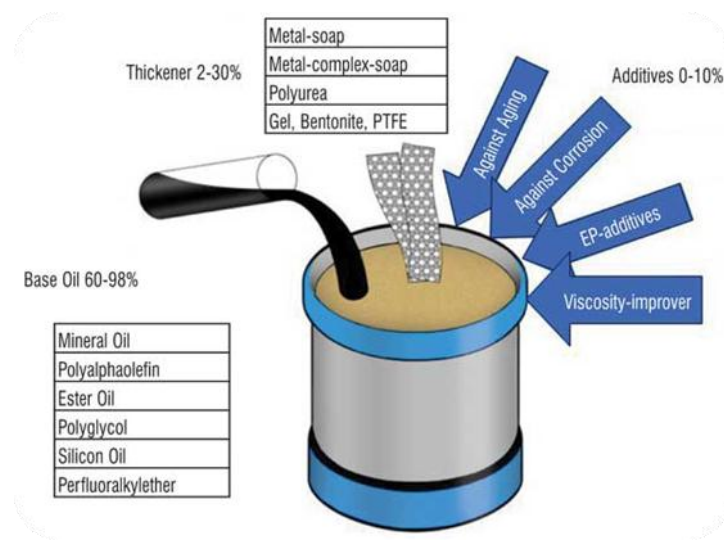 Thickener 2-30%
Metal-soap
Metal-complex-soap
Polyurea
Gel, Bentonite, PTFE
Additives 0-10%
Against Aging
Against Corrosion
EP-additives
Viscosity-improver
Base Oil 60-98%
Mineral Oil
Polyalphaolefin
Ester Oil
Polyglycol
Silicon Oil
Perfluoralkylether